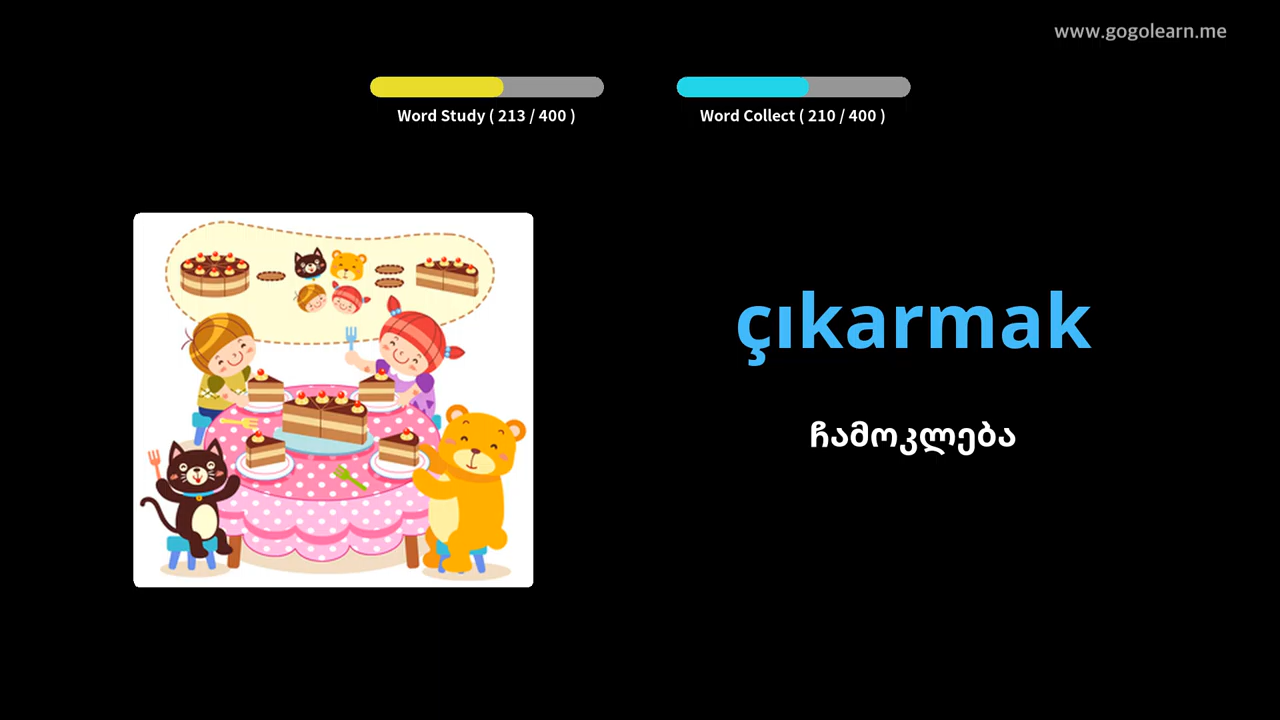 www.gogolearn.me
Word Study ( 213 / 400 )
Word Collect ( 210 / 400 )
çıkarmak
ჩამოკლება